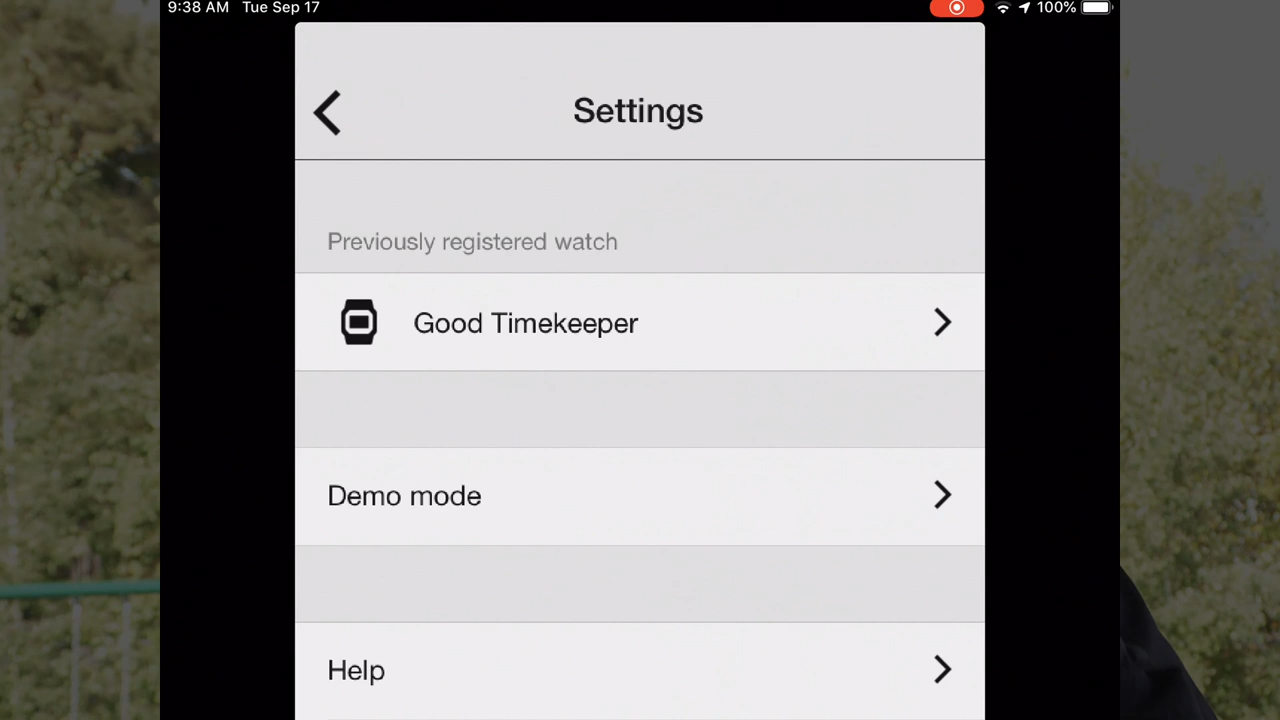 9:38 AM Tue Sep 17 100%
Settings
Previously registered watch
Good Timekeeper
Demo mode
Help